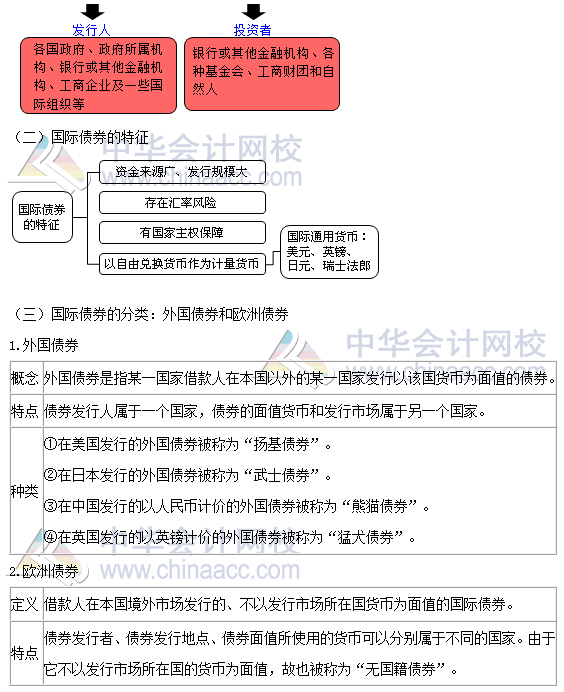 发行人
投资者
各国政府、政府所属机
构、银行或其他金融机
构、工商企业及一些国
际组织等
银行或其他金融机构、各
种基金会、工商财团和自
然人
（二）国际债券的特征
中华会计网校
www.chinaacc.com
国际债券
的特征
资金来源广、发行规模大
存在汇率风险
有国家主权保障
以自由兑换货币作为计量货币
国际通用货币：
美元、英镑、
日元、瑞士法郎
（三）国际债券的分类：外国债券和欧洲债券
中华会计网校
www.chinaacc.com
1.外国债券
概念 外国债券是指某一国家借款人在本国以外的某一国家发行以该国货币为面值的债券。
特点 债券发行人属于一个国家，债券的面值货币和发行市场属于另一个国家。
种类
①在美国发行的外国债券被称为“扬基债券”。
②在日本发行的外国债券被称为“武士债券”。
③在中国发行的以人民币计价的外国债券被称为“熊猫债券”。
④在英国发行的以英镑计价的外国债券被称为“猛犬债券”。
中华会计网校
www.chinaacc.com
2.欧洲债券
定义 借款人在本国境外市场发行的、不以发行市场所在国货币为面值的国际债券。
特点
债券发行者、债券发行地点、债券面值所使用的货币可以分别属于不同的国家。由于
它不以发行市场所在国的货币为面值，故也被称为“无国籍债券”。